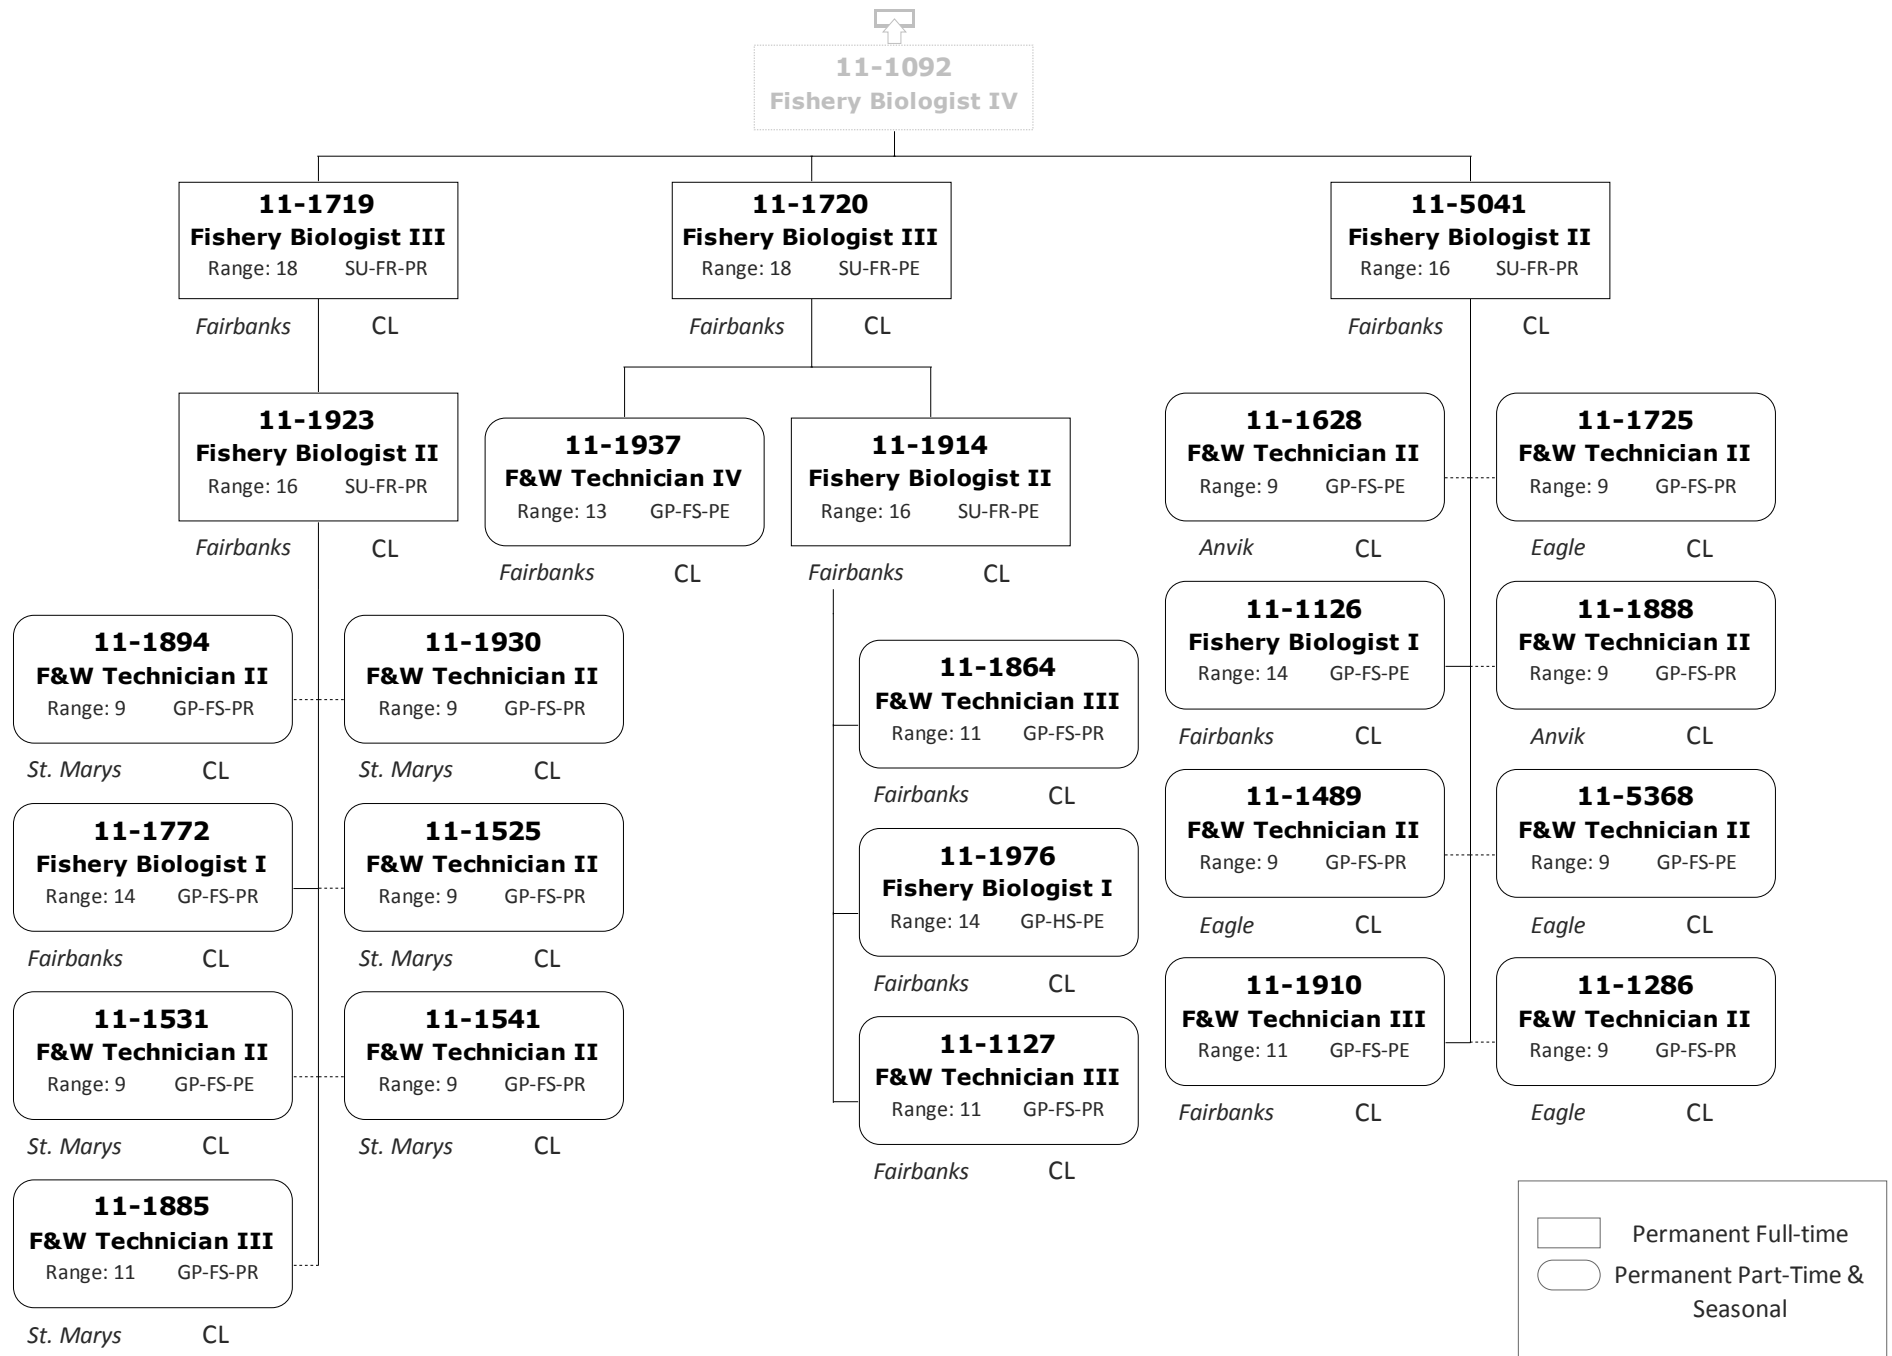 11-1092
Fishery Biologist IV
11-1719
Fishery Biologist III
Range: 18 SU-FR-PR
Fairbanks CL
11-1720
Fishery Biologist III
Range: 18 SU-FR-PE
Fairbanks CL
11-5041
Fishery Biologist II
Range: 16 SU-FR-PR
Fairbanks CL
11-1923
Fishery Biologist II
Range: 16 SU-FR-PR
Fairbanks CL
11-1937
F&W Technician IV
Range: 13 GP-FS-PE
Fairbanks CL
11-1914
Fishery Biologist II
Range: 16 SU-FR-PE
Fairbanks CL
11-1628
F&W Technician II
Range: 9 GP-FS-PE
Anvik CL
11-1725
F&W Technician II
Range: 9 GP-FS-PR
Eagle CL
11-1894
F&W Technician II
Range: 9 GP-FS-PR
St. Marys CL
11-1930
F&W Technician II
Range: 9 GP-FS-PR
St. Marys CL
11-1864
F&W Technician III
Range: 11 GP-FS-PR
Fairbanks CL
11-1126
Fishery Biologist I
Range: 14 GP-FS-PE
Fairbanks CL
11-1888
F&W Technician II
Range: 9 GP-FS-PR
Anvik CL
11-1772
Fishery Biologist I
Range: 14 GP-FS-PR
Fairbanks CL
11-1525
F&W Technician II
Range: 9 GP-FS-PR
St. Marys CL
11-1976
Fishery Biologist I
Range: 14 GP-HS-PE
Fairbanks CL
11-1489
F&W Technician II
Range: 9 GP-FS-PR
Eagle CL
11-5368
F&W Technician II
Range: 9 GP-FS-PE
Eagle CL
11-1531
F&W Technician II
Range: 9 GP-FS-PE
St. Marys CL
11-1541
F&W Technician II
Range: 9 GP-FS-PR
St. Marys CL
11-1127
F&W Technician III
Range: 11 GP-FS-PR
Fairbanks CL
11-1910
F&W Technician III
Range: 11 GP-FS-PE
Fairbanks CL
11-1286
F&W Technician II
Range: 9 GP-FS-PR
Eagle CL
11-1885
F&W Technician III
Range: 11 GP-FS-PR
St. Marys CL
Permanent Full-time
Permanent Part-Time &
Seasonal